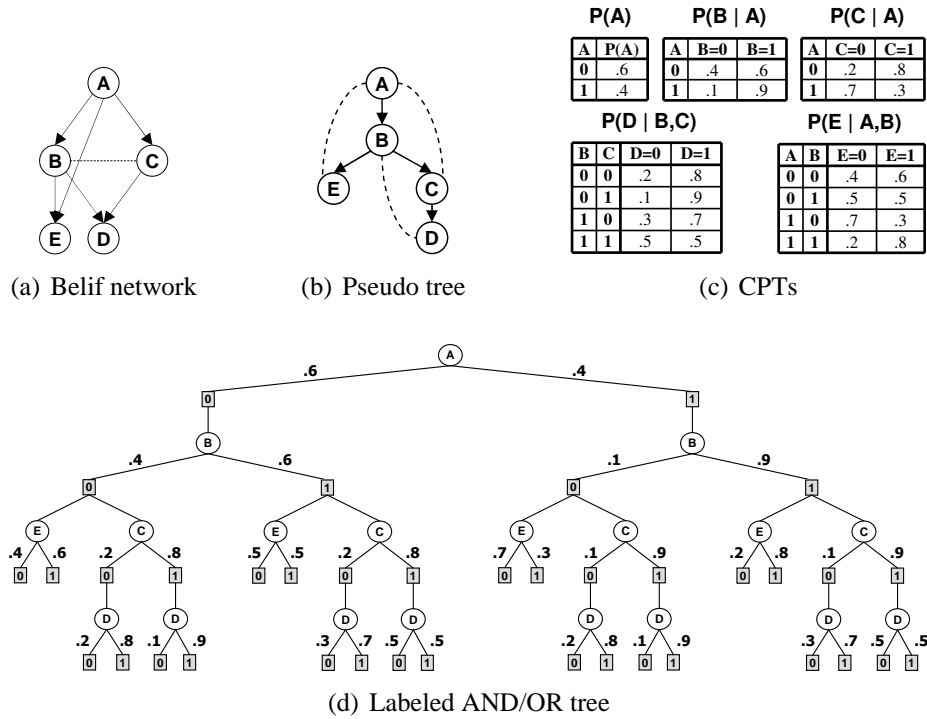 P(A) P(B | A) P(C | A)
A P(A) A B=0 B=1 A C=0 C=1
0 .6 0 .4 .6 0 .2 .8
1 .4 1 .1 .9 1 .7 .3
P(D | B,C) P(E | A,B)
B C D=0 D=1 A B E=0 E=1
0 0 .2 .8 0 0 .4 .6
0 1 .1 .9 0 1 .5 .5
1 0 .3 .7 1 0 .7 .3
1 1 .5 .5 1 1 .2 .8
A
B C
E D
A
B
E C
D
(a) Belif network (b) Pseudo tree (c) CPTs
A
.6 .4
0 1
B B
.4 .6 .1 .9
0 1 0 1
E C E C E C E C
.4 .6 .2 .8 .5 .5 .2 .8 .7 .3 .1 .9 .2 .8 .1 .9
0 1 0 1 0 1 0 1 0 1 0 1 0 1 0 1
D D D D D D D D
.2 .8 .1 .9 .3 .7 .5 .5 .2 .8 .1 .9 .3 .7 .5 .5
0 1 0 1 0 1 0 1 0 1 0 1 0 1 0 1
(d) Labeled AND/OR tree